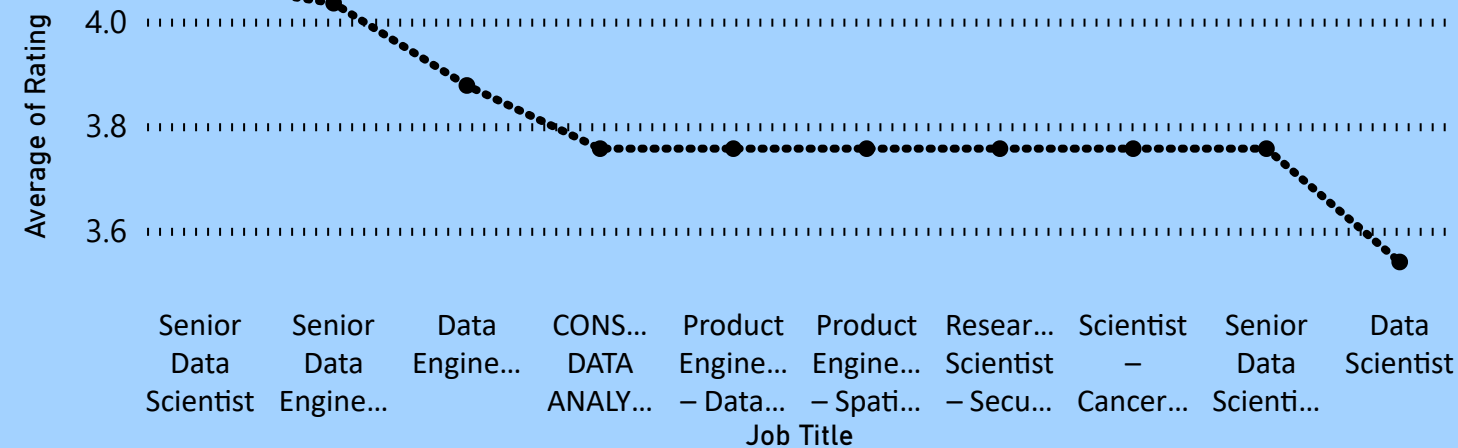 Average of Rating
4.0
3.8
3.6
Senior Data Scientist
Senior Data Engine...
Data Engine...
CONS... DATA ANALY...
Product Engine... – Data...
Product Engine... – Spati...
Resear... Scientist – Secu...
Scientist – Cancer...
Senior Data Scienti...
Data Scientist
Job Title